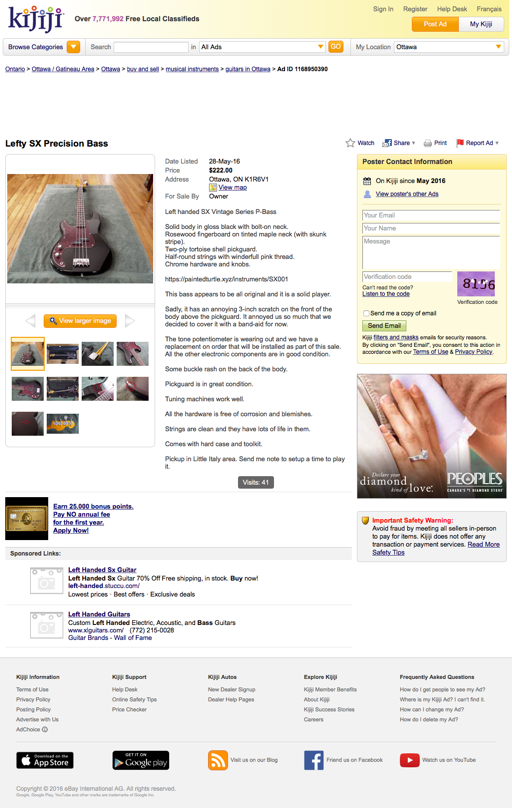 kijiji
Over 7,771,992 Free Local Classifieds
Sign In Register Help Desk Français
Post Ad My Kijiji
Browse Categories Search in All Ads GO My Location Ottawa
Ontario > Ottawa / Gatineau Area > Ottawa > buy and sell > musical instruments > guitars in Ottawa > Ad ID 1168950390
Lefty SX Precision Bass
Watch Share Print Report Ad
View larger image
Date Listed 28-May-16
Price $222.00
Address Ottawa, ON K1R6V1
View map
For Sale By Owner
Left handed SX Vintage Series P-Bass
Solid body in gloss black with bolt-on neck.
Rosewood fingerboard on tinted maple neck (with skunk
stripe).
Two-ply tortoise shell pickguard.
Half-round strings with winderfull pink thread.
Chrome hardware and knobs.
https://paintedturtle.xyz/instruments/SX001
This bass appears to be all original and it is a solid player.
Sadly, it has an annoying 3-inch scratch on the front of the
body above the pickguard. It annoyed us so much that we
decided to cover it with a band-aid for now.
The tone potentiometer is wearing out and we have a
replacement on order that will be installed as part of this sale.
All the other electronic components are in good condition.
Some buckle rash on the back of the body.
Pickguard is in great condition.
Tuning machines work well.
All the hardware is free of corrosion and blemishes.
Strings are clean and they have lots of life in them.
Comes with hard case and toolkit.
Pickup in Little Italy area. Send me note to setup a time to play
it.
Visits: 41
Poster Contact Information
On Kijiji since May 2016
View poster's other Ads
Your Email
Your Name
Message
Verification code
Can't read the code?
Listen to the code
8156
Verification code
Send me a copy of email
Send Email
Kijiji filters and masks emails for security reasons.
By clicking on "Send Email", you consent to this action in
accordance with our Terms of Use & Privacy Policy.
Declare your
diamond
kind of love.
PEOPLES
CANADA'S #1 DIAMOND STORE
Important Safety Warning:
Avoid fraud by meeting all sellers in-person
to pay for items. Kijiji does not offer any
transaction or payment services. Read More
Safety Tips
Earn 25,000 bonus points.
Pay NO annual fee
for the first year.
Apply Now!
Sponsored Links:
Left Handed Sx Guitar
Left Handed Sx Guitar 70% Off Free shipping, in stock. Buy now!
left-handed.stuccu.com/
Lowest prices · Best offers · Exclusive deals
Left Handed Guitars
Custom Left Handed Electric, Acoustic, and Bass Guitars
www.xlguitars.com/ (772) 215-0028
Guitar Brands - Wall of Fame
Kijiji Information
Terms of Use
Privacy Policy
Posting Policy
Advertise with Us
AdChoice
Kijiji Support
Help Desk
Online Safety Tips
Price Checker
Kijiji Autos
New Dealer Signup
Dealer Help Pages
Explore Kijiji
Kijiji Member Benefits
About Kijiji
Kijiji Success Stories
Careers
Frequently Asked Questions
How do I get people to see my Ad?
Where is my Kijiji Ad? I can't find it.
How can I change my Ad?
How do I delete my Ad?
Download on the App Store
GET IT ON Google play
Visit us on our Blog
Friend us on Facebook
Watch us on YouTube
Copyright © 2016 eBay International AG. All rights reserved.
Google, Google Play, YouTube and other marks are trademarks of Google Inc.